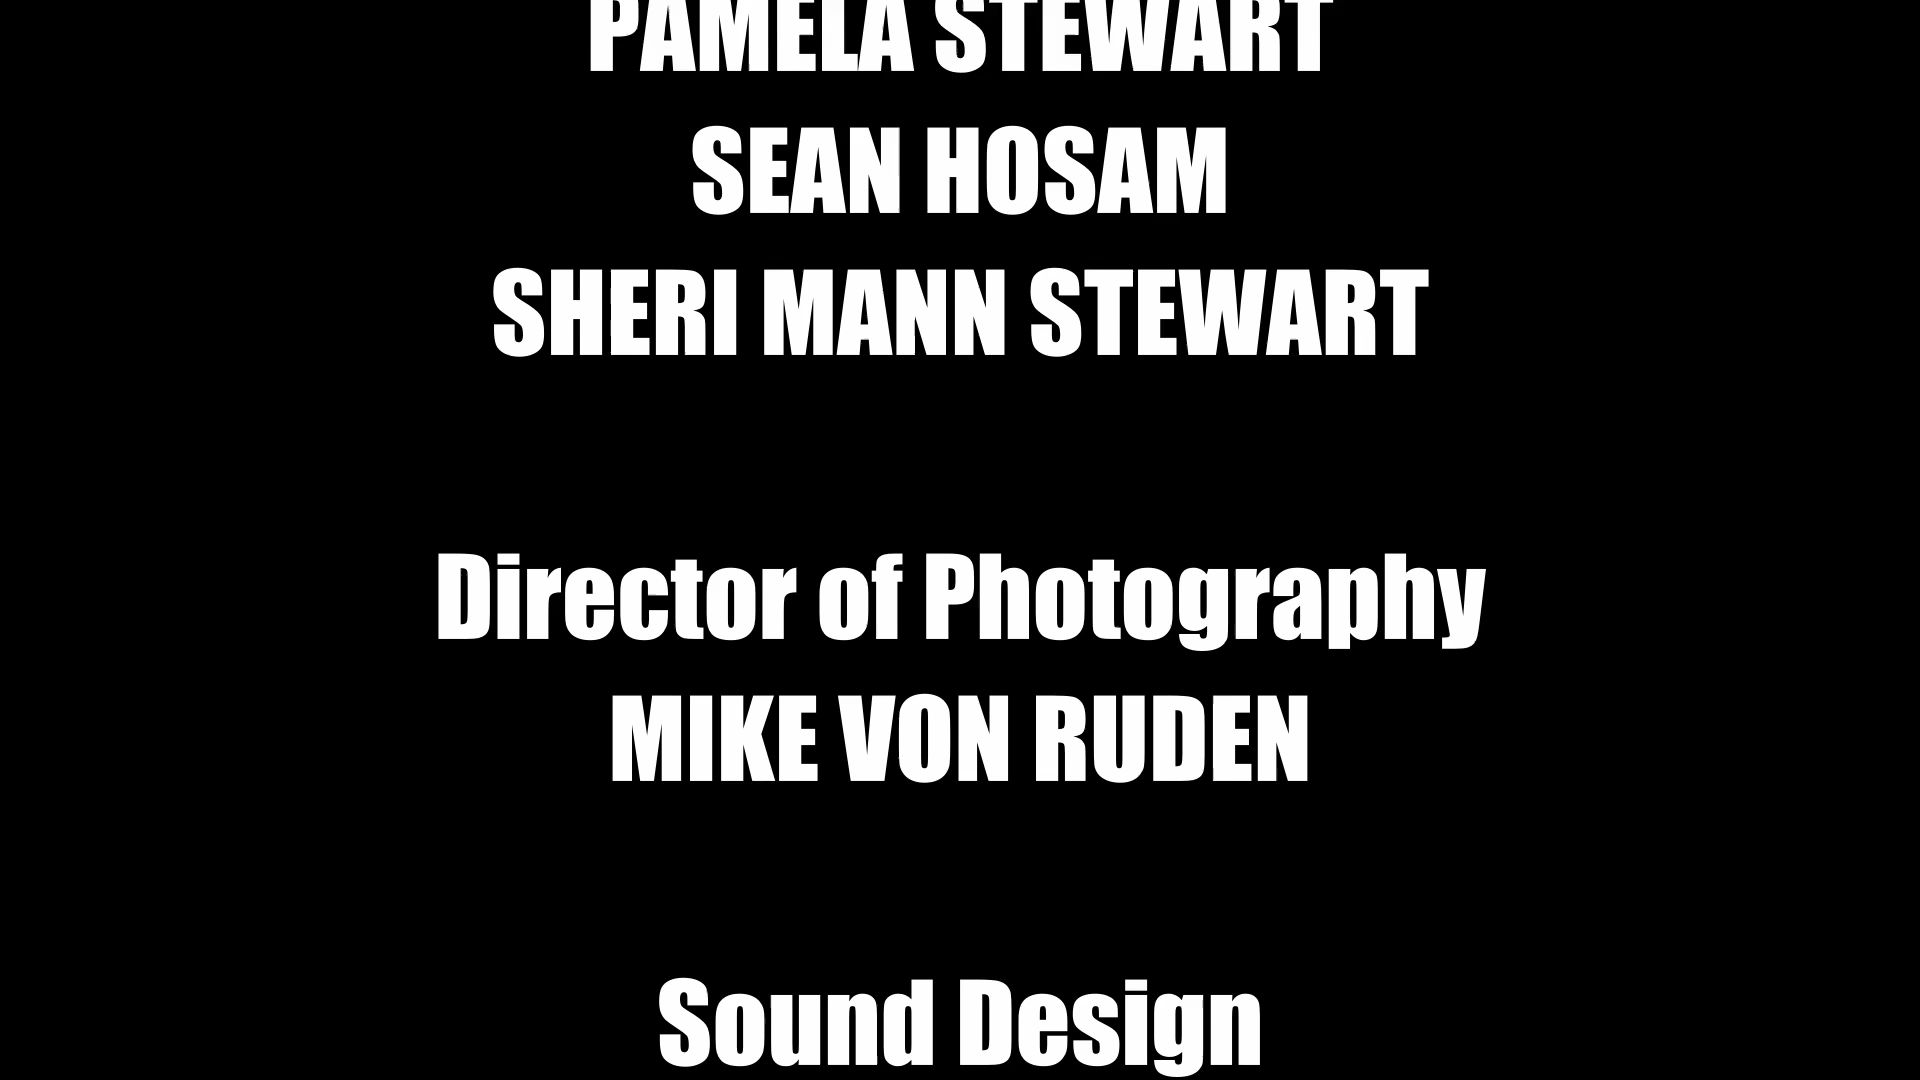 PAMELA STEWART
SEAN HOSAM
SHERI MANN STEWART
Director of Photography
MIKE VON RUDEN
Sound Design